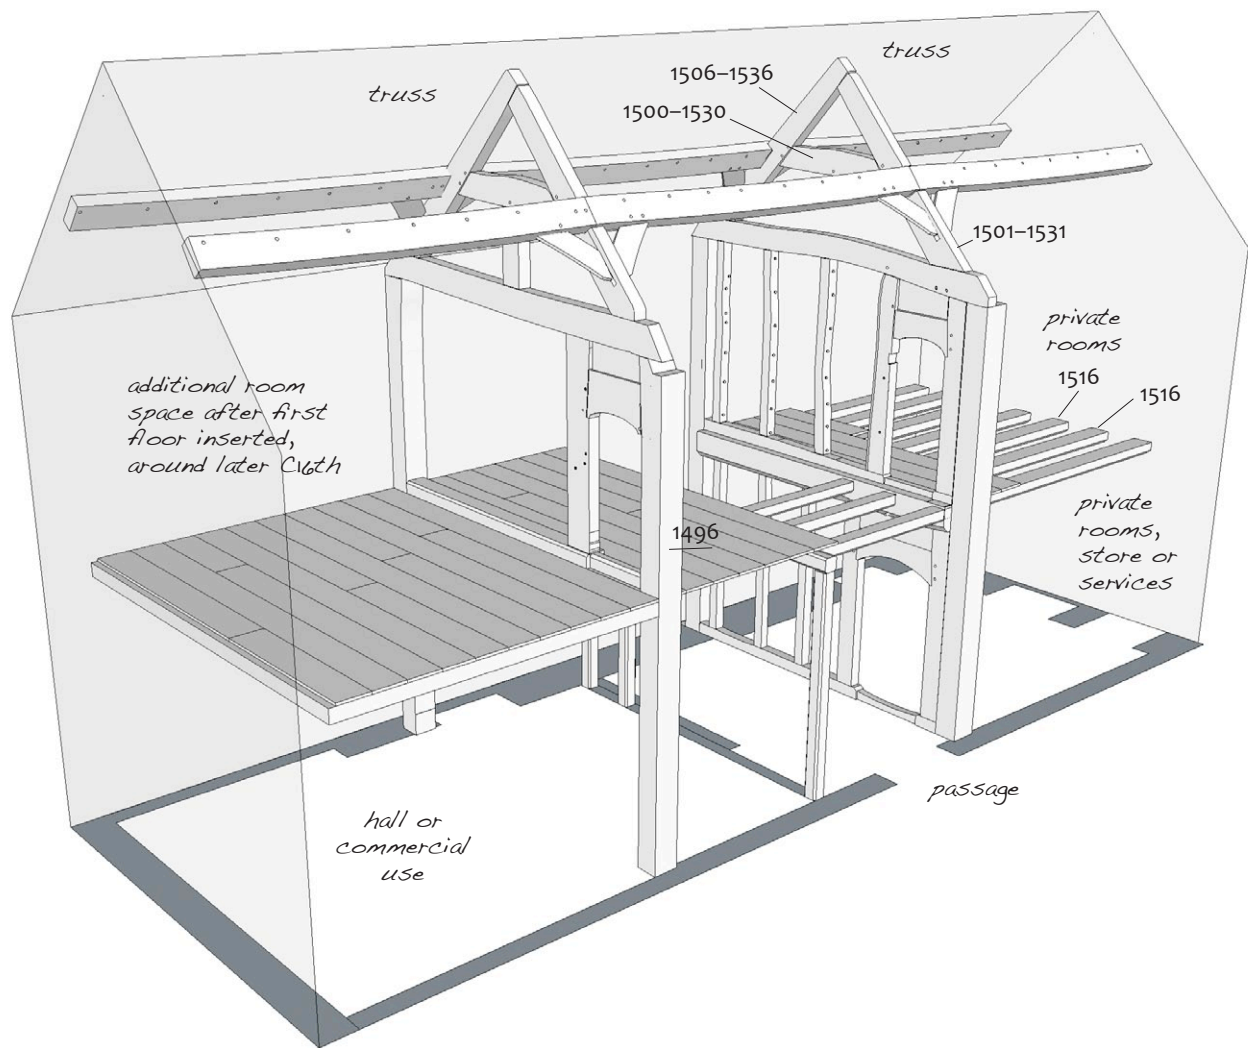 truss
truss
1506–1536
1500–1530
1501–1531
private
rooms
1516
1516
additional room
space after first
floor inserted,
around later C16th
private
rooms,
store or
services
1496
passage
hall or
commercial
use